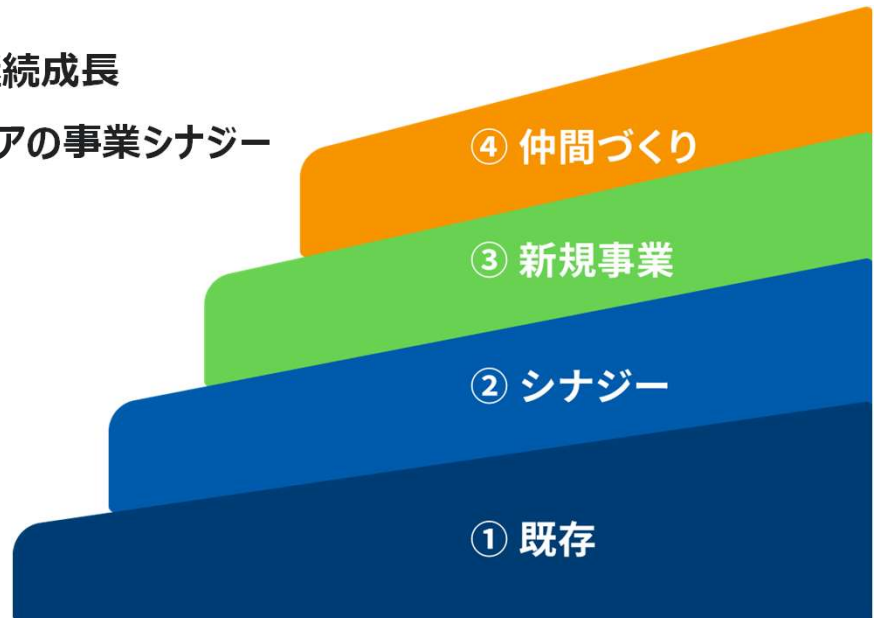 続成長
アの事業シナジー
④ 仲間づくり
③ 新規事業
② シナジー
① 既存